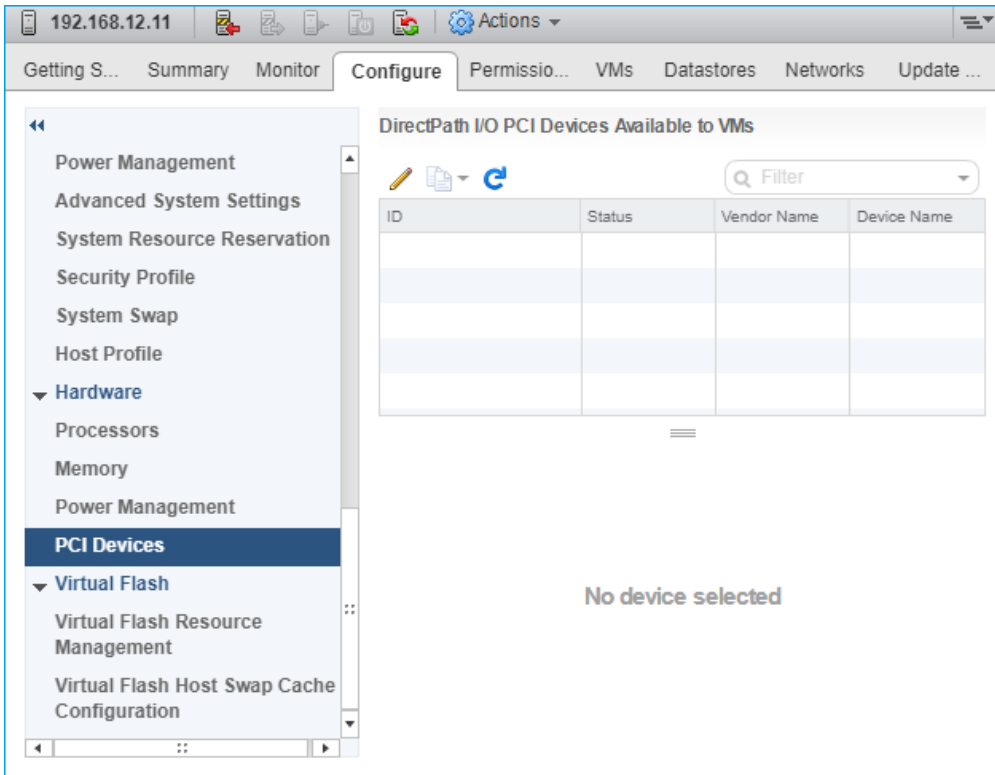 192.168.12.11 Actions
Getting S... Summary Monitor Configure Permissio... VMs Datastores Networks Update ...
DirectPath I/O PCI Devices Available to VMs
Power Management
Advanced System Settings
System Resource Reservation
Security Profile
System Swap
Host Profile
Hardware
Processors
Memory
Power Management
PCI Devices
Virtual Flash
Virtual Flash Resource
Management
Virtual Flash Host Swap Cache
Configuration
Filter
ID Status Vendor Name Device Name
No device selected